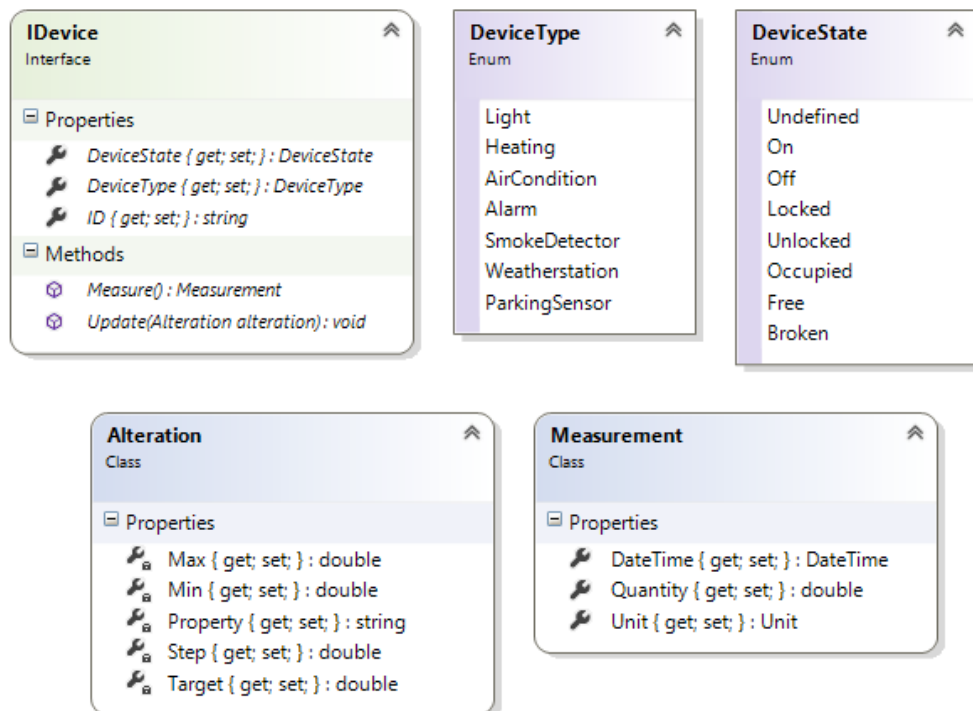 IDevice
Interface
Properties
DeviceState { get; set; } : DeviceState
DeviceType { get; set; } : DeviceType
ID { get; set; } : string
Methods
Measure() : Measurement
Update(Alteration alteration) : void
DeviceType
Enum
Light
Heating
AirCondition
Alarm
SmokeDetector
Weatherstation
ParkingSensor
DeviceState
Enum
Undefined
On
Off
Locked
Unlocked
Occupied
Free
Broken
Alteration
Class
Properties
Max { get; set; } : double
Min { get; set; } : double
Property { get; set; } : string
Step { get; set; } : double
Target { get; set; } : double
Measurement
Class
Properties
DateTime { get; set; } : DateTime
Quantity { get; set; } : double
Unit { get; set; } : Unit